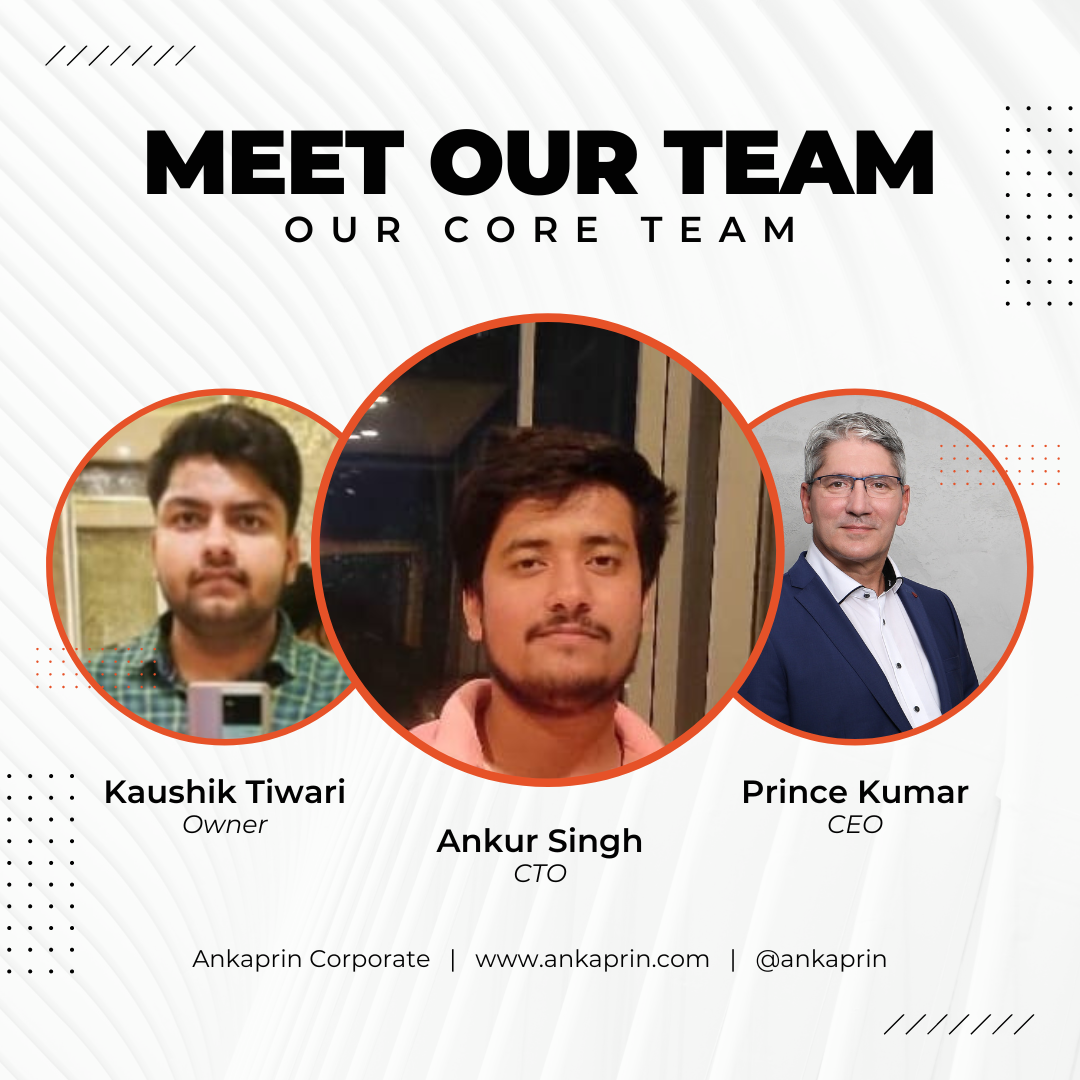 MEET OUR TEAM
OUR CORE TEAM
Kaushik Tiwari
Owner
Ankur Singh
CTO
Prince Kumar
CEO
Ankaprin Corporate | www.ankaprin.com | @ankaprin